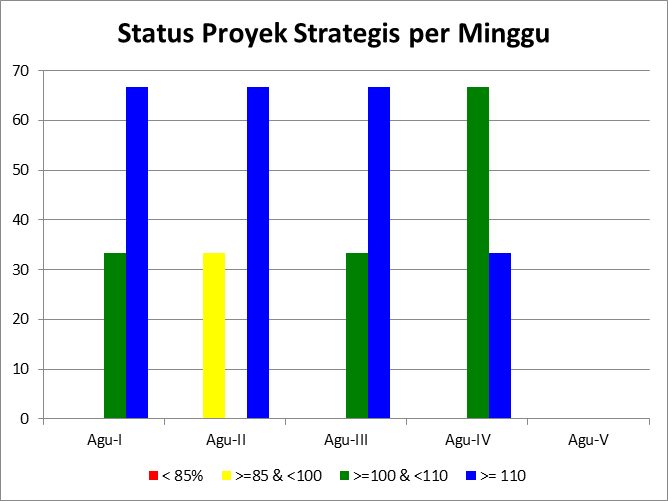 Status Proyek Strategis per Minggu
70
60
50
40
30
20
10
0
Agu-I Agu-II Agu-III Agu-IV Agu-V
< 85% >=85 & <100 >=100 & <110 >= 110